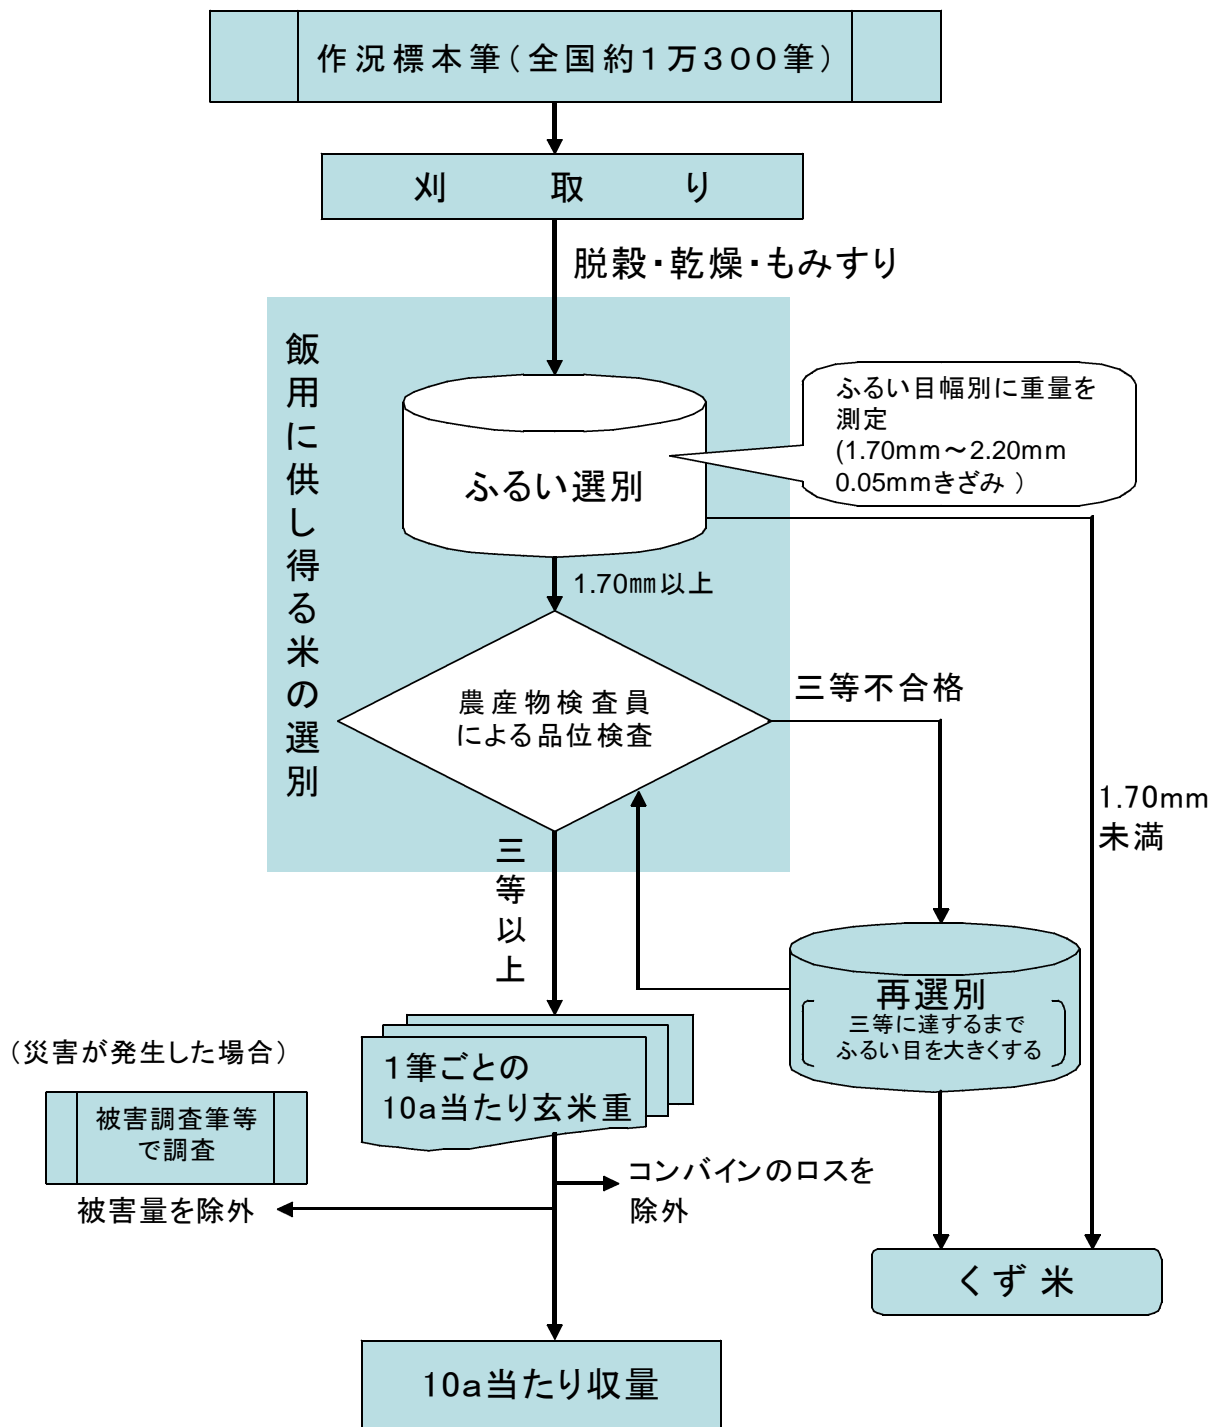 作況標本筆（全国約１万３００筆）
刈取り
脱穀・乾燥・もみすり
飯用に供し得る米の選別
ふるい選別
ふるい目幅別に重量を
測定
(1.70mm～2.20mm
0.05mmきざみ ）
1.70㎜以上
農産物検査員
による品位検査
三等不合格
1.70mm
未満
三等以上
再選別
三等に達するまで
ふるい目を大きくする
（災害が発生した場合）
被害調査筆等
で調査
被害量を除外
１筆ごとの
10a当たり玄米重
コンバインのロスを
除外
くず米
10a当たり収量